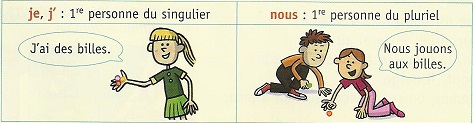 je, j' : 1re personne du singulier
J'ai des billes.
nous : 1re personne du pluriel
Nous jouons
aux billes.